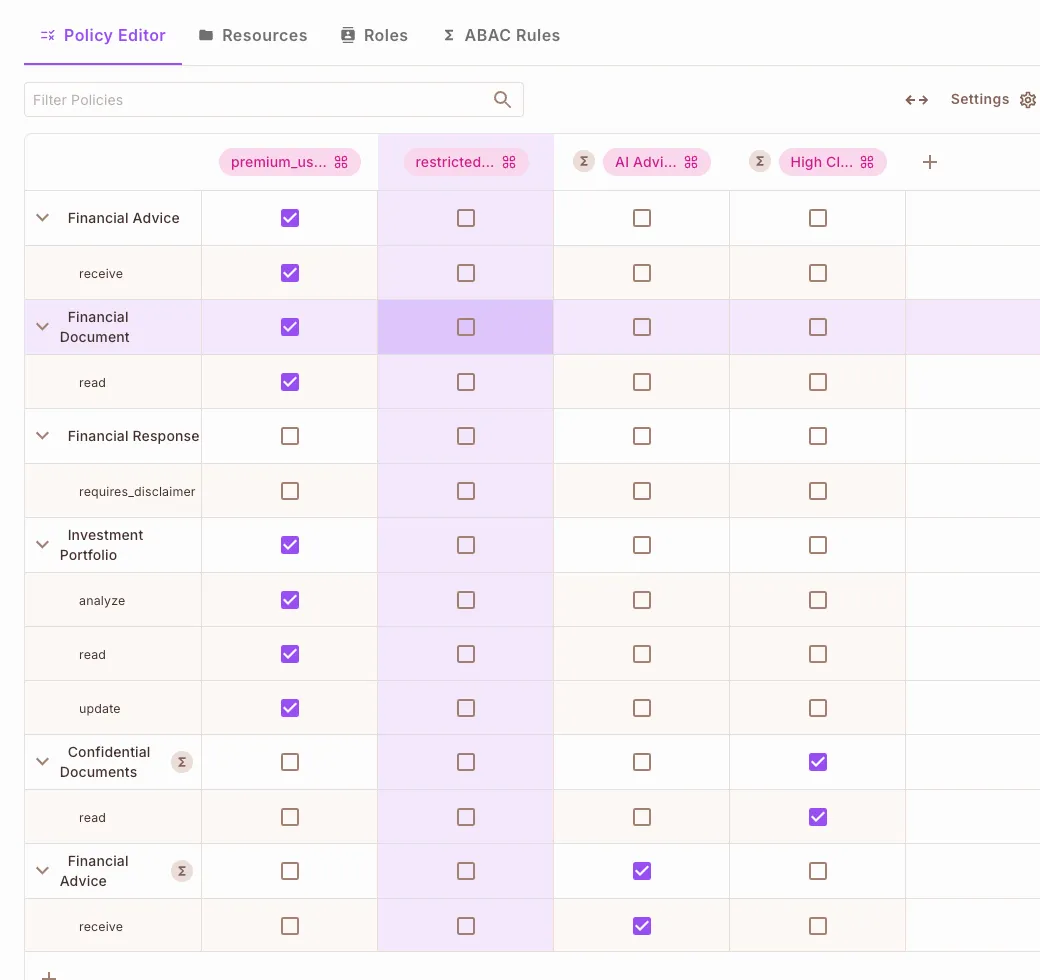 Policy Editor
Resources
Roles
Σ ABAC Rules
Filter Policies
Settings
premium_us...
restricted...
Σ AI Advi...
Σ High Cl...
Financial Advice
receive
Financial
Document
read
Financial Response
requires_disclaimer
Investment
Portfolio
analyze
read
update
Confidential
Documents
Σ
read
Financial
Advice
Σ
receive